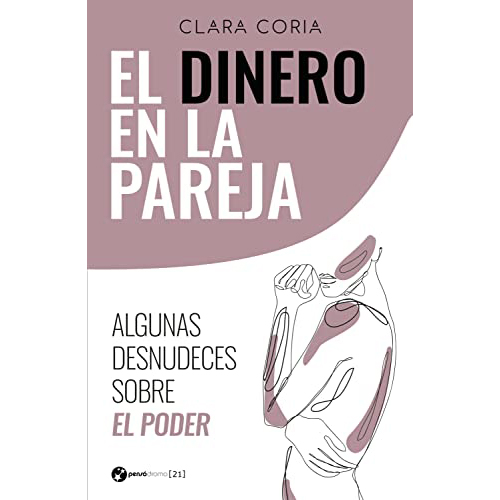 CLARA CORIA
EL DINERO
EN LA
PAREJA
ALGUNAS
DESNUDECES
SOBRE
EL PODER
pensódromo [21]